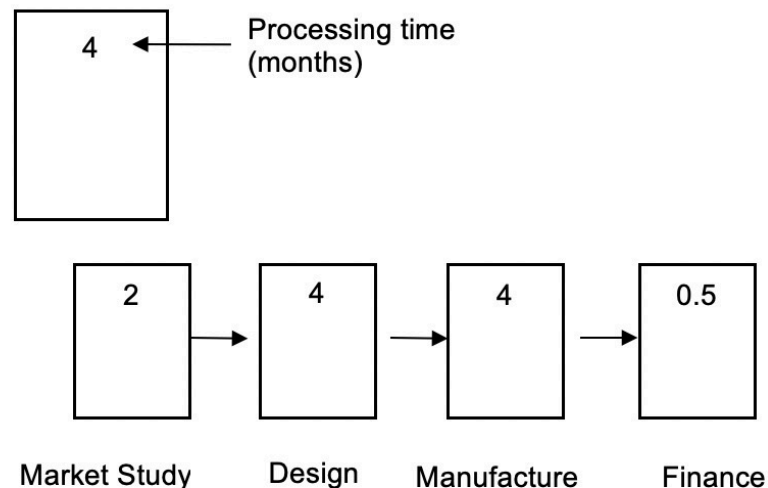 4
Processing time
(months)
2
4
4
0.5
Market Study
Design
Manufacture
Finance